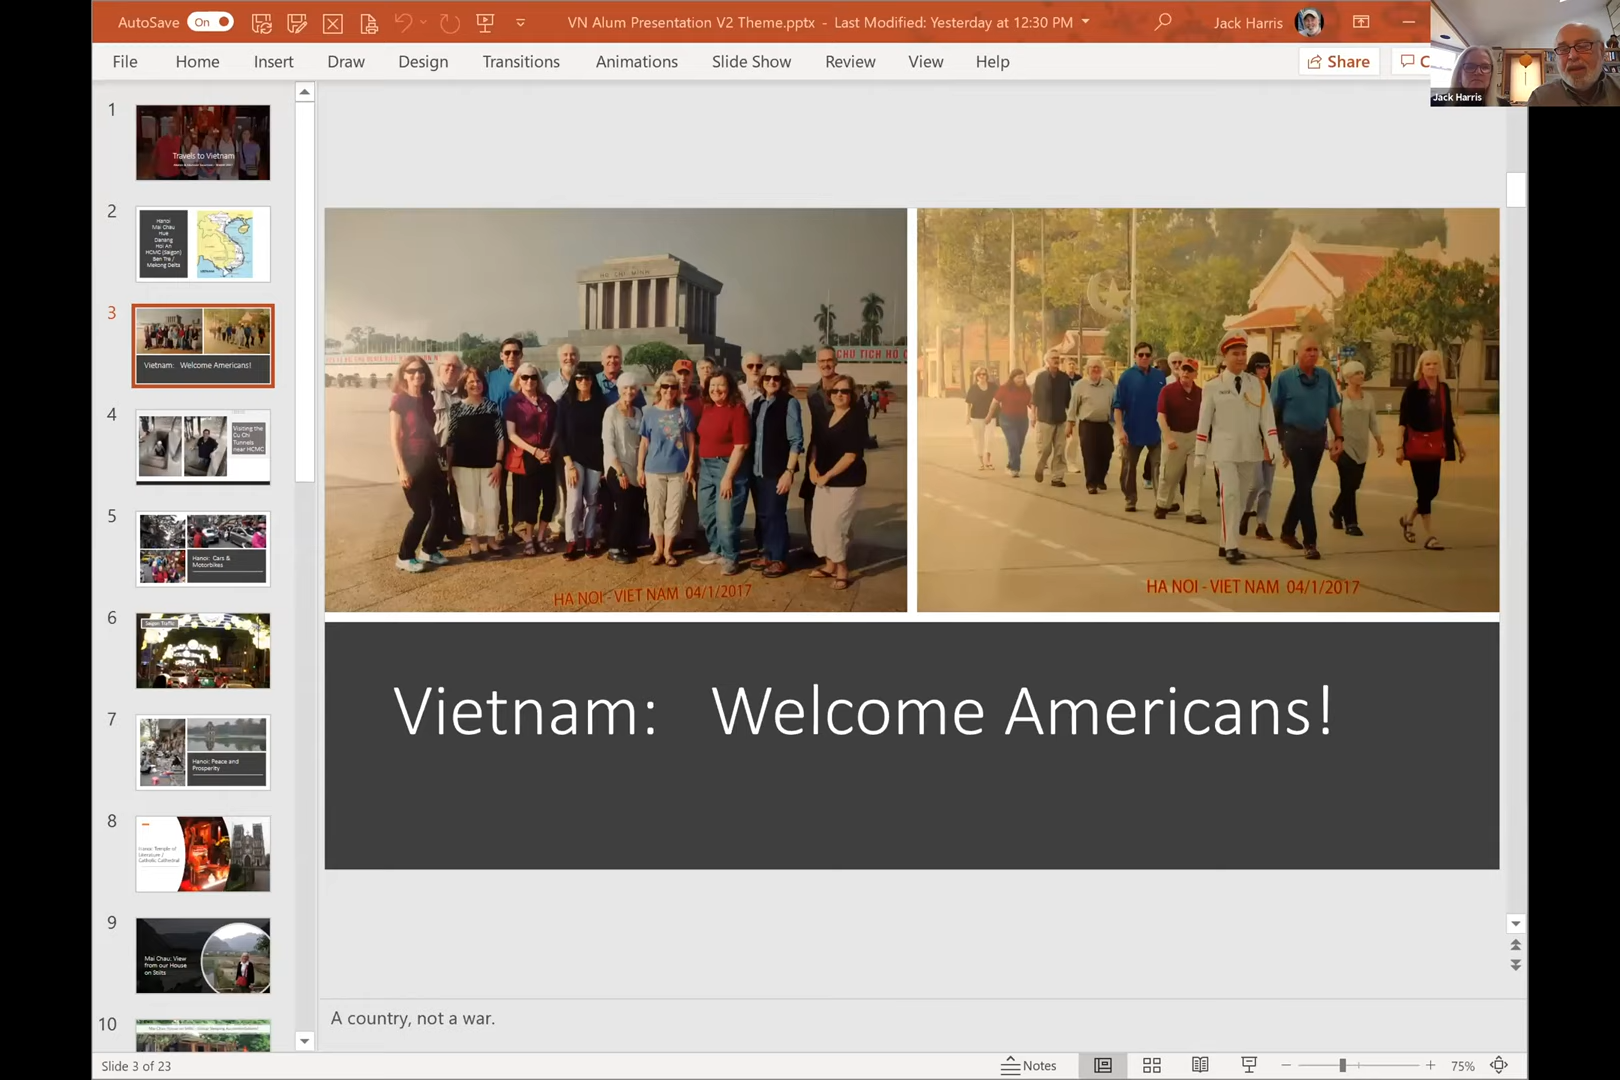 AutoSave On
VN Alum Presentation V2 Theme.pptx - Last Modified: Yesterday at 12:30 PM
Jack Harris
File Home Insert Draw Design Transitions Animations Slide Show Review View Help
Share
C
Jack Harris
1
Travels to Vietnam
2
Hanoi
Mai Chau
Hue
Danang
Hoi An
HCMC (Saigon)
Ben Tre /
Mekong Delta
3
Vietnam: Welcome Americans!
4
Visiting the
Cu Chi
Tunnels
near HCMC
5
Hanoi: Cars &
Motorbikes
6
Saigon Traffic
7
Hanoi: Peace and
Prosperity
8
Hanoi: Temple of
Literature /
Catholic Cathedral
9
Mai Chau: View
from our House
on Stilts
10
HO CHI MINH
CHU TICH HO C
HA NOI - VIET NAM 04/1/2017
HA NOI - VIET NAM 04/1/2017
Vietnam: Welcome Americans!
A country, not a war.
Slide 3 of 23
Notes
75%